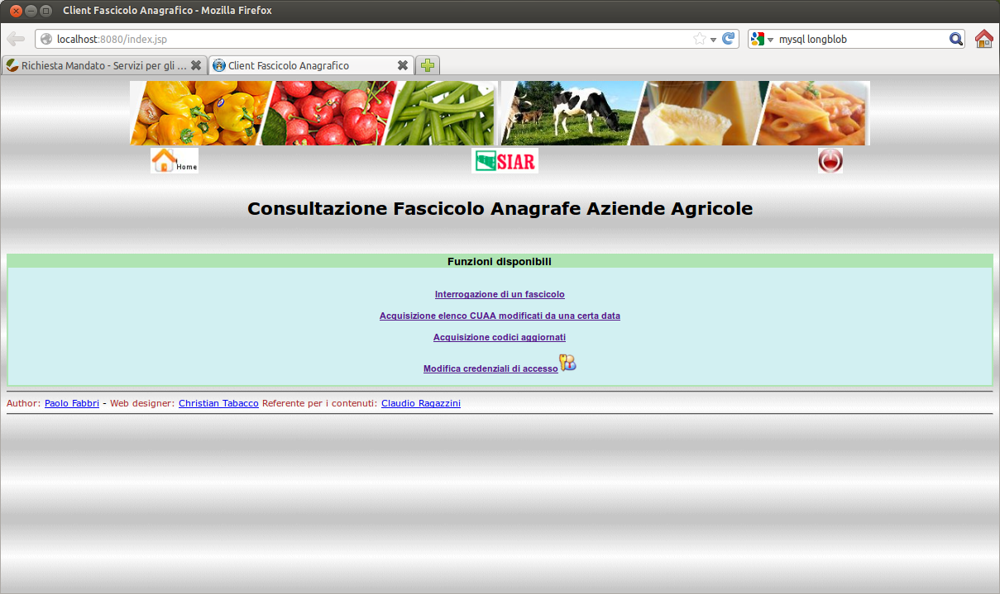 Client Fascicolo Anagrafico - Mozilla Firefox
localhost:8080/index.jsp
mysql longblob
Richiesta Mandato - Servizi per gli ...
Client Fascicolo Anagrafico
Home
SIAR
Consultazione Fascicolo Anagrafe Aziende Agricole
Funzioni disponibili
Interrogazione di un fascicolo
Acquisizione elenco CUAA modificati da una certa data
Acquisizione codici aggiornati
Modifica credenziali di accesso
Author: Paolo Fabbri - Web designer: Christian Tabacco Referente per i contenuti: Claudio Ragazzini